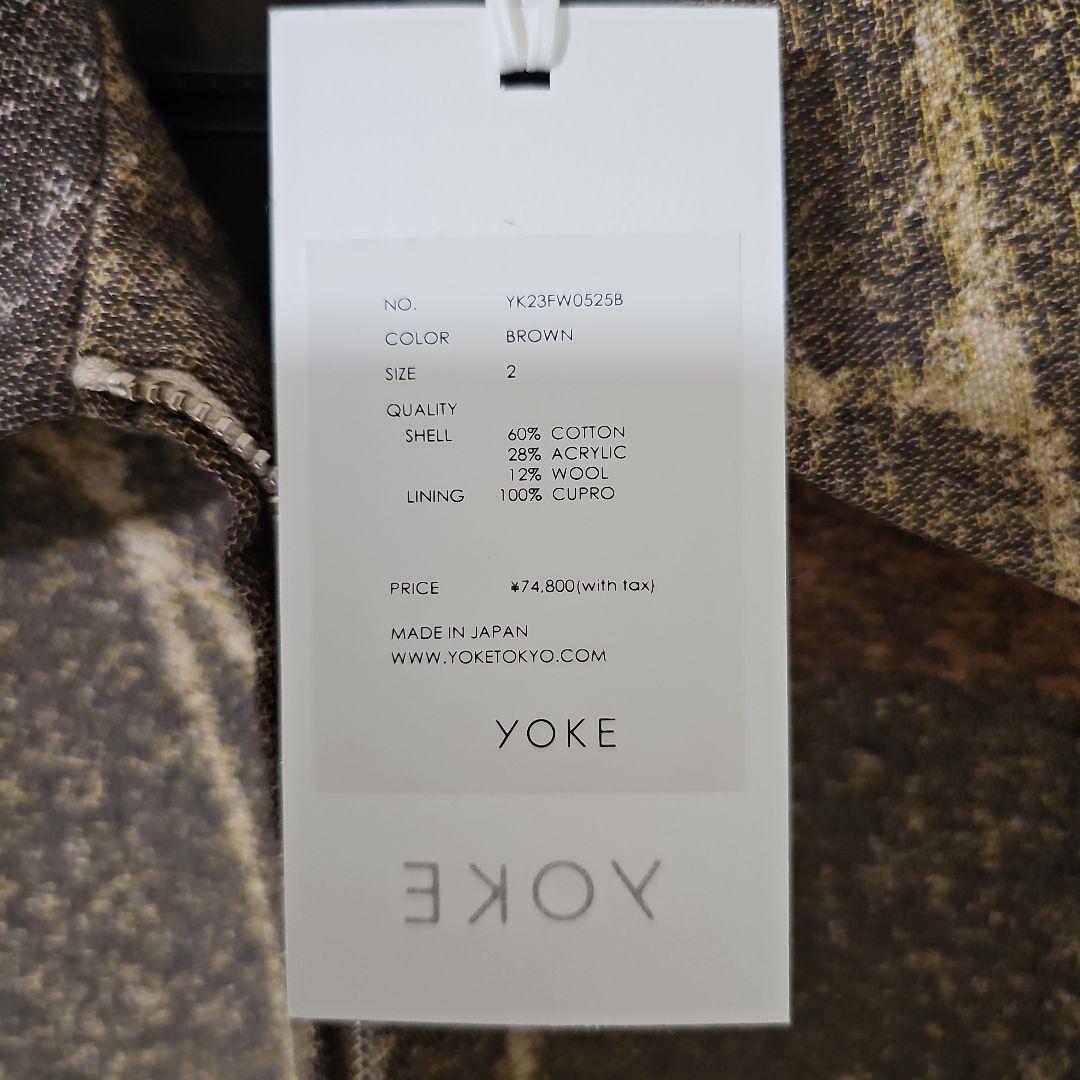 NO. YK23FW0525B
COLOR BROWN
SIZE 2
QUALITY
SHELL 60% COTTON
28% ACRYLIC
12% WOOL
LINING 100% CUPRO
PRICE ¥74,800(with tax)
MADE IN JAPAN
WWW.YOKETOKYO.COM
YOKE
YOKE